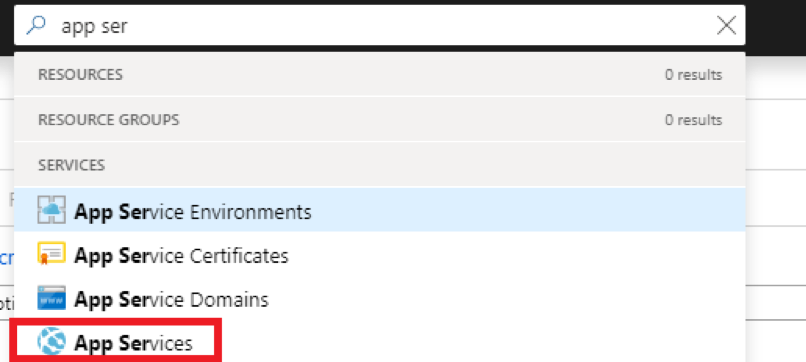 app ser
RESOURCES 0 results
RESOURCE GROUPS 0 results
SERVICES
App Service Environments
App Service Certificates
App Service Domains
App Services